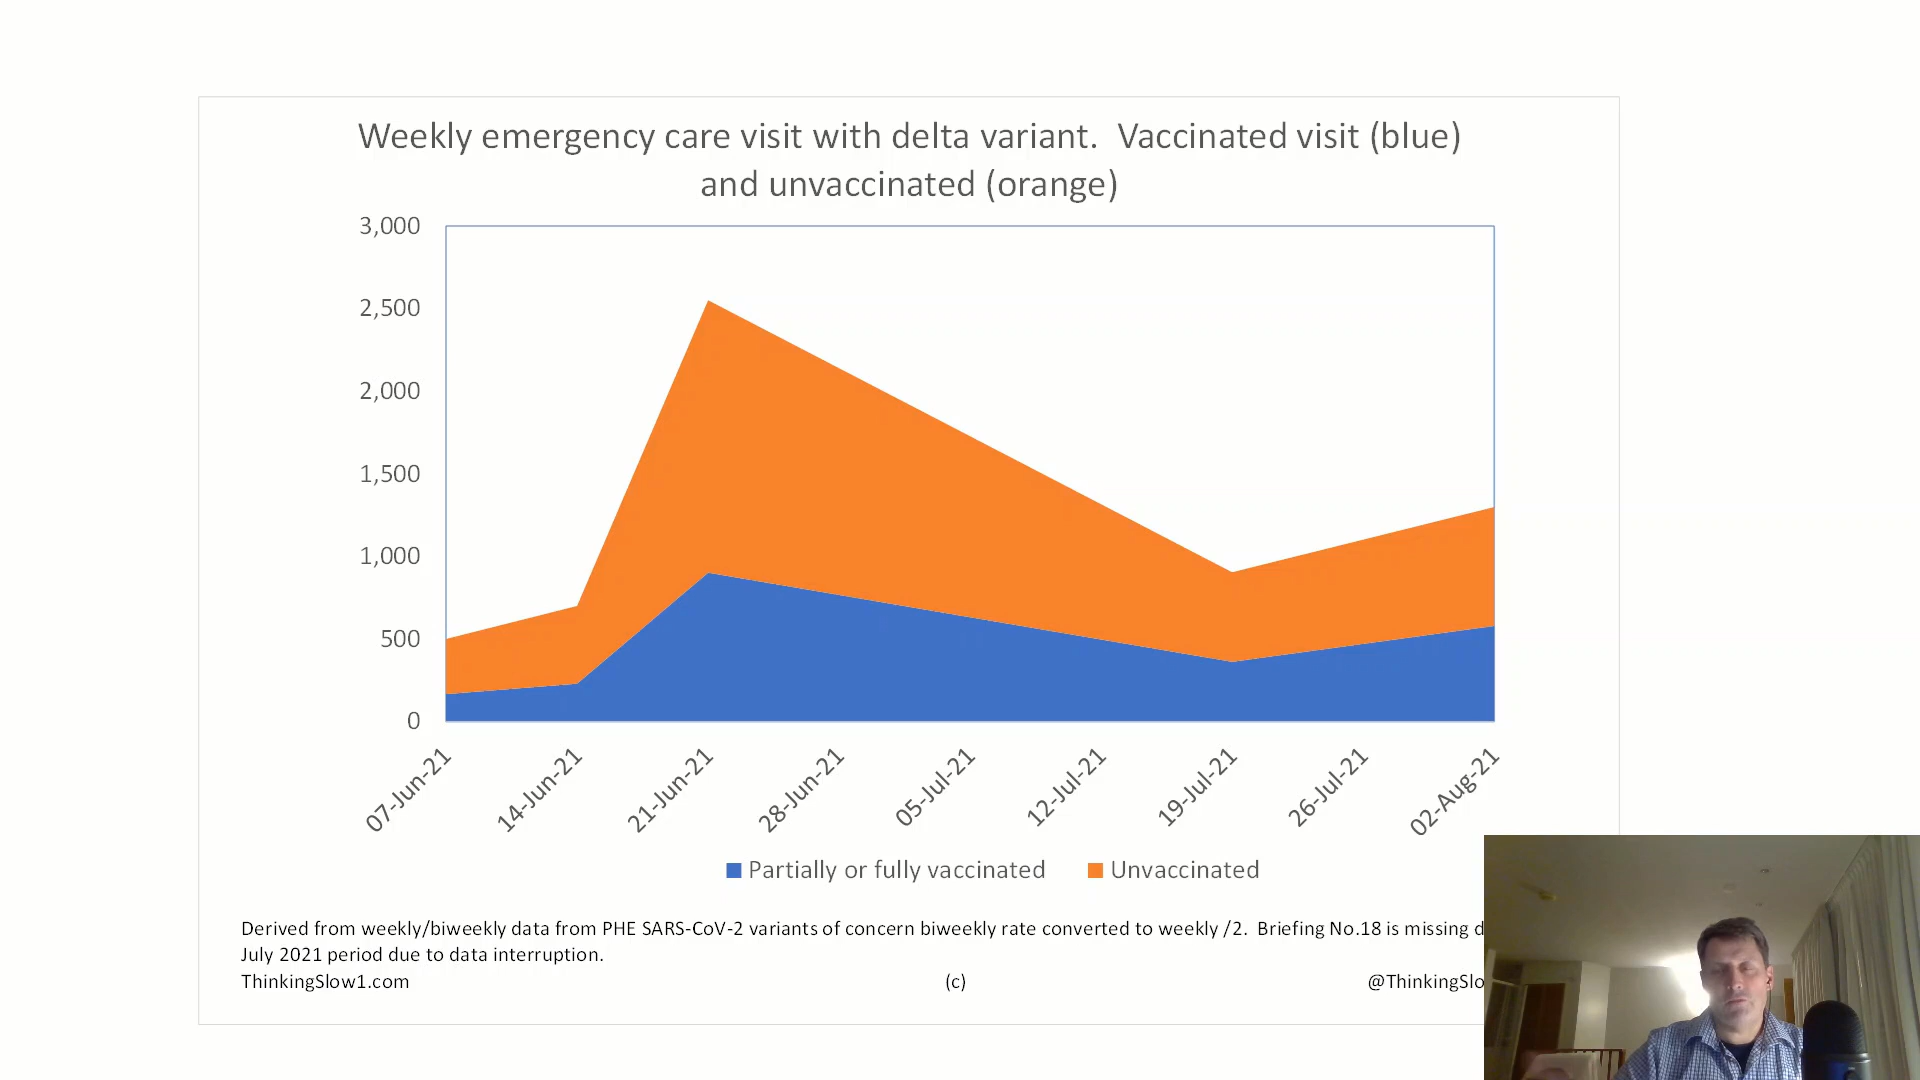 Weekly emergency care visit with delta variant.  Vaccinated visit (blue)
and unvaccinated (orange)
3,000
2,500
2,000
1,500
1,000
500
0
07-Jun-21
14-Jun-21
21-Jun-21
28-Jun-21
05-Jul-21
12-Jul-21
19-Jul-21
26-Jul-21
02-Aug-21
Partially or fully vaccinated
Unvaccinated
Derived from weekly/biweekly data from PHE SARS-CoV-2 variants of concern biweekly rate converted to weekly /2.  Briefing No.18 is missing
July 2021 period due to data interruption.
ThinkingSlow1.com
(c)
@ThinkingSlo